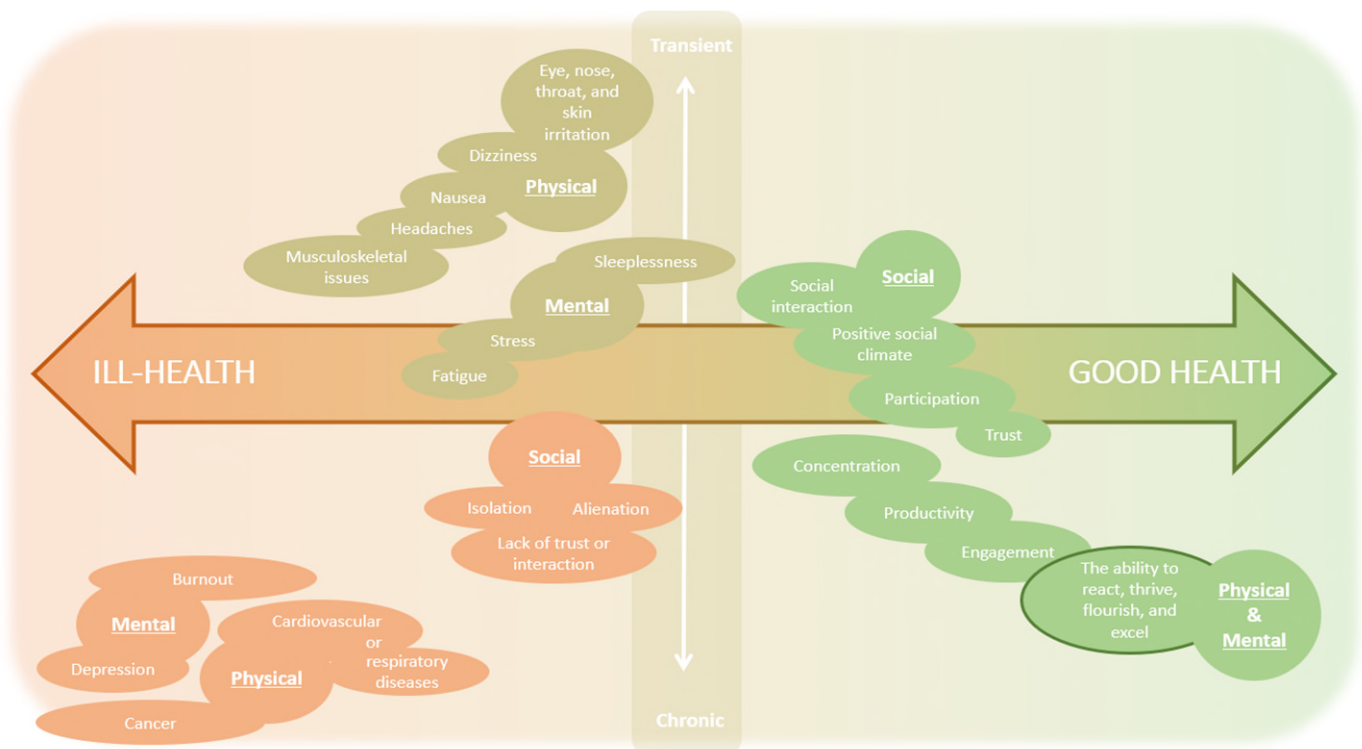 Transient
Eye, nose,
throat, and
skin
irritation
Dizziness
Physical
Nausea
Headaches
Musculoskeletal
issues
Sleeplessness
Mental
Stress
Fatigue
Social
Social
interaction
Positive social
climate
Participation
Trust
ILL-HEALTH
GOOD HEALTH
Social
Isolation
Alienation
Lack of trust or
interaction
Concentration
Productivity
Engagement
The ability to
react, thrive,
flourish, and
excel
Physical
&
Mental
Burnout
Mental
Depression
Cardiovascular
or
respiratory
diseases
Physical
Cancer
Chronic